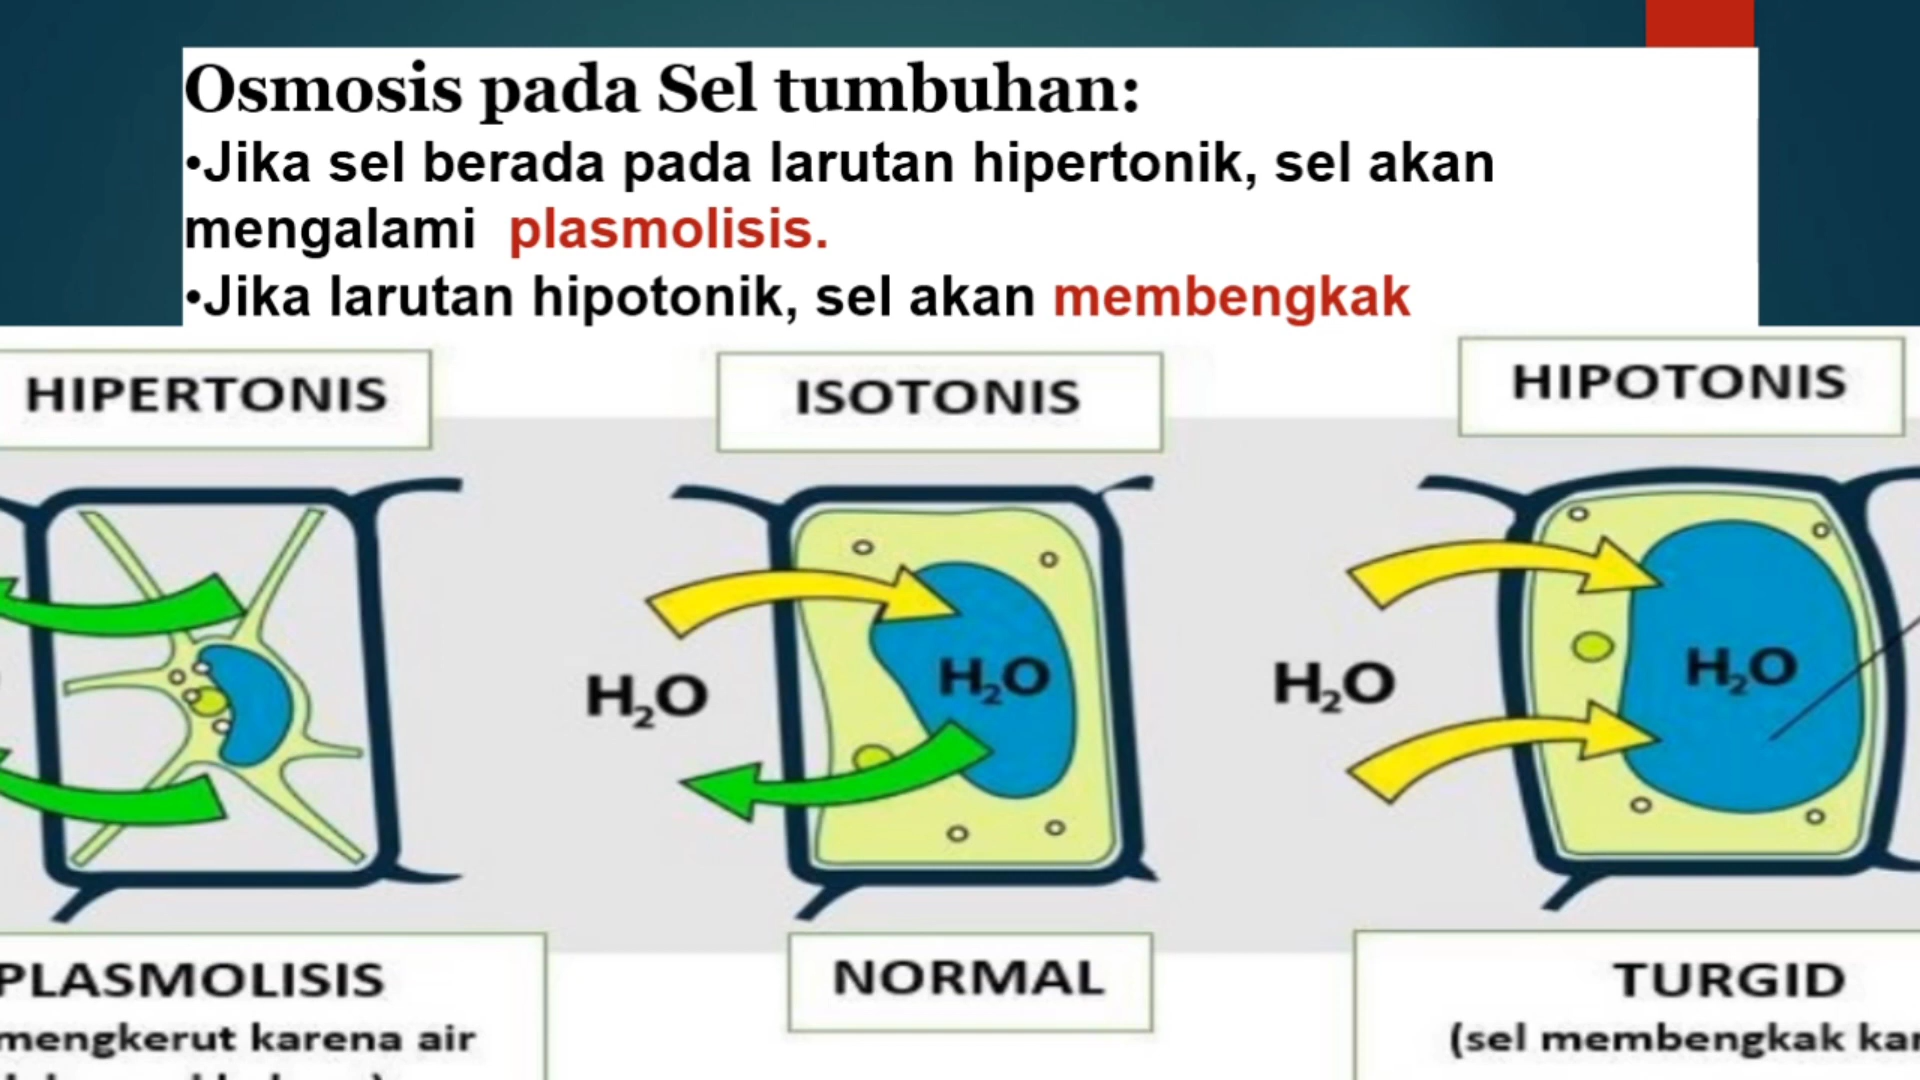 Osmosis pada Sel tumbuhan:
•Jika sel berada pada larutan hipertonik, sel akan
mengalami plasmolisis.
•Jika larutan hipotonik, sel akan membengkak
HIPERTONIS
ISOTONIS
HIPOTONIS
H₂O
H₂O
H₂O
H₂O
PLASMOLISIS
mengkerut karena air
NORMAL
TURGID
(sel membengkak